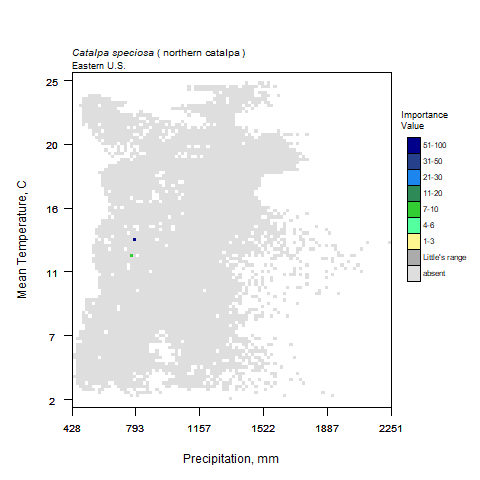 Catalpa speciosa ( northern catalpa )
Eastern U.S.
25
20
16
11
7
2
Mean Temperature, C
428 793 1157 1522 1887 2251
Precipitation, mm
Importance
Value
51-100
31-50
21-30
11-20
7-10
4-6
1-3
Little's range
absent